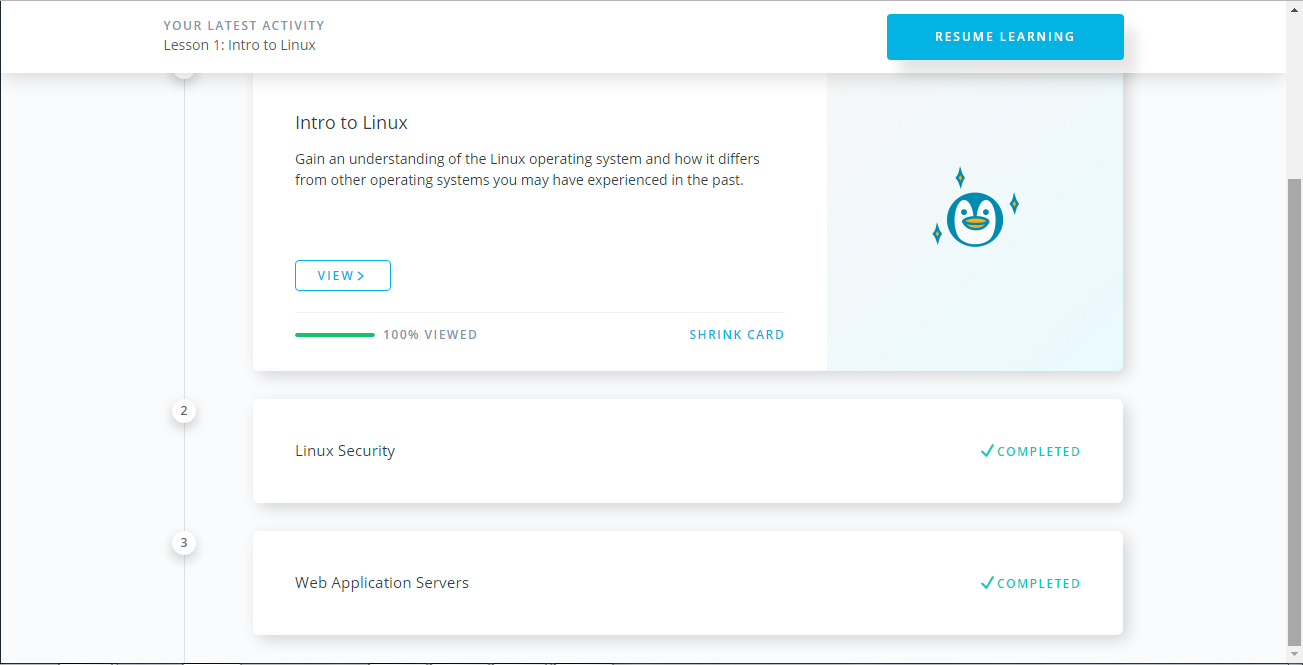 YOUR LATEST ACTIVITY
Lesson 1: Intro to Linux
RESUME LEARNING
Intro to Linux
Gain an understanding of the Linux operating system and how it differs
from other operating systems you may have experienced in the past.
VIEW >
100% VIEWED
SHRINK CARD
2
Linux Security
COMPLETED
3
Web Application Servers
COMPLETED